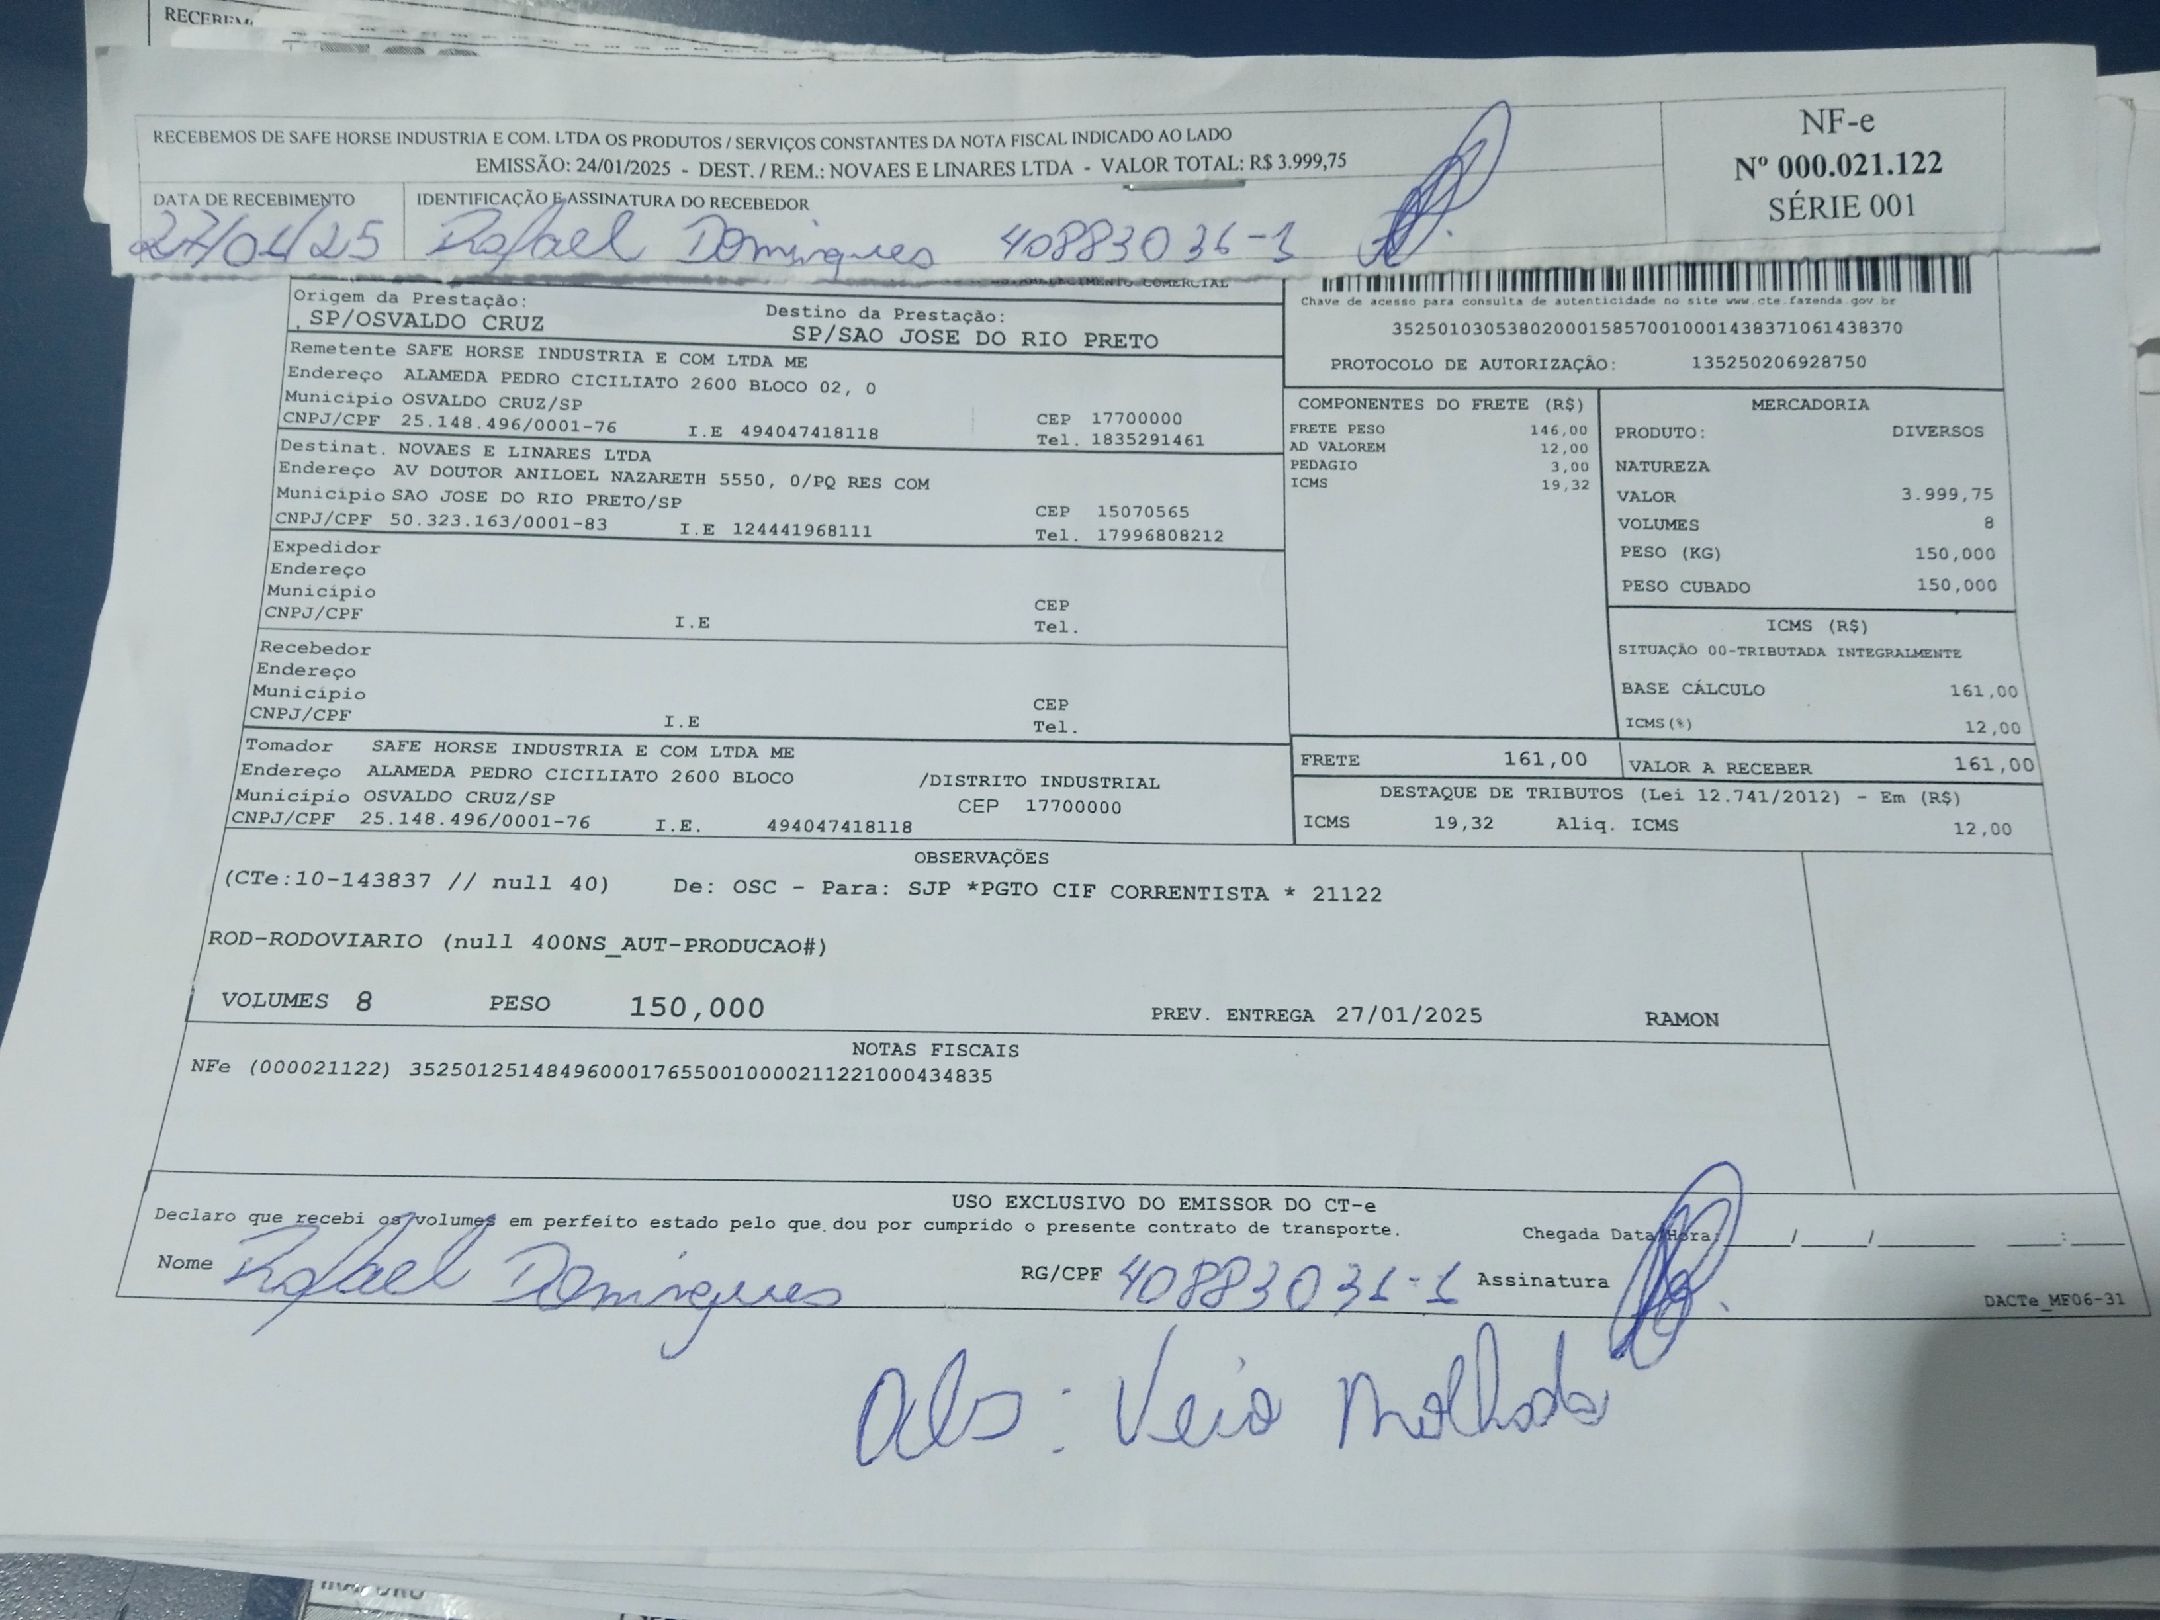 RECEBEM
RECEBEMOS DE SAFE HORSE INDUSTRIA E COM. LTDA OS PRODUTOS / SERVIÇOS CONSTANTES DA NOTA FISCAL INDICADO AO LADO
EMISSÃO: 24/01/2025 - DEST. / REM.: NOVAES E LINARES LTDA - VALOR TOTAL: R$ 3.999,75
NF-e
Nº 000.021.122
SÉRIE 001
DATA DE RECEBIMENTO
27/01/25
IDENTIFICAÇÃO E ASSINATURA DO RECEBEDOR
Rafael Domingues 40883036-1
Origem da Prestação:
SP/OSVALDO CRUZ
Destino da Prestação:
SP/SAO JOSE DO RIO PRETO
Chave de acesso para consulta de autenticidade no site www.cte.fazenda.gov.br
35250103053802000158570010001438371061438370
PROTOCOLO DE AUTORIZAÇÃO: 135250206928750
Remetente SAFE HORSE INDUSTRIA E COM LTDA ME
Endereço ALAMEDA PEDRO CICILIATO 2600 BLOCO 02, 0
Município OSVALDO CRUZ/SP CEP 17700000
CNPJ/CPF 25.148.496/0001-76 I.E 494047418118 Tel. 1835291461
Destinat. NOVAES E LINARES LTDA
Endereço AV DOUTOR ANILOEL NAZARETH 5550, 0/PQ RES COM
Município SAO JOSE DO RIO PRETO/SP CEP 15070565
CNPJ/CPF 50.323.163/0001-83 I.E 124441968111 Tel. 17996808212
Expedidor
Endereço
Município CEP
CNPJ/CPF I.E Tel.
Recebedor
Endereço
Município CEP
CNPJ/CPF I.E Tel.
Tomador SAFE HORSE INDUSTRIA E COM LTDA ME
Endereço ALAMEDA PEDRO CICILIATO 2600 BLOCO /DISTRITO INDUSTRIAL
Município OSVALDO CRUZ/SP CEP 17700000
CNPJ/CPF 25.148.496/0001-76 I.E. 494047418118
COMPONENTES DO FRETE (R$)
FRETE PESO 146,00
AD VALOREM 12,00
PEDAGIO 3,00
ICMS 19,32
MERCADORIA
PRODUTO: DIVERSOS
NATUREZA
VALOR 3.999,75
VOLUMES 8
PESO (KG) 150,000
PESO CUBADO 150,000
ICMS (R$)
SITUAÇÃO 00-TRIBUTADA INTEGRALMENTE
BASE CÁLCULO 161,00
ICMS(%) 12,00
FRETE 161,00 VALOR A RECEBER 161,00
DESTAQUE DE TRIBUTOS (Lei 12.741/2012) - Em (R$)
ICMS 19,32 Aliq. ICMS 12,00
OBSERVAÇÕES
(CTe:10-143837 // null 40) De: OSC - Para: SJP *PGTO CIF CORRENTISTA * 21122
ROD-RODOVIARIO (null 400NS_AUT-PRODUCAO#)
VOLUMES 8 PESO 150,000 PREV. ENTREGA 27/01/2025 RAMON
NOTAS FISCAIS
NFe (000021122) 35250125148496000176550010000211221000434835
USO EXCLUSIVO DO EMISSOR DO CT-e
Declaro que recebi os volumes em perfeito estado pelo que dou por cumprido o presente contrato de transporte.
Chegada Data/Hora: ____/____/______ ___:___
Nome Rafael Domingues RG/CPF 40883036-1 Assinatura
DACTe_MF06-31
obs: Veio Molhado